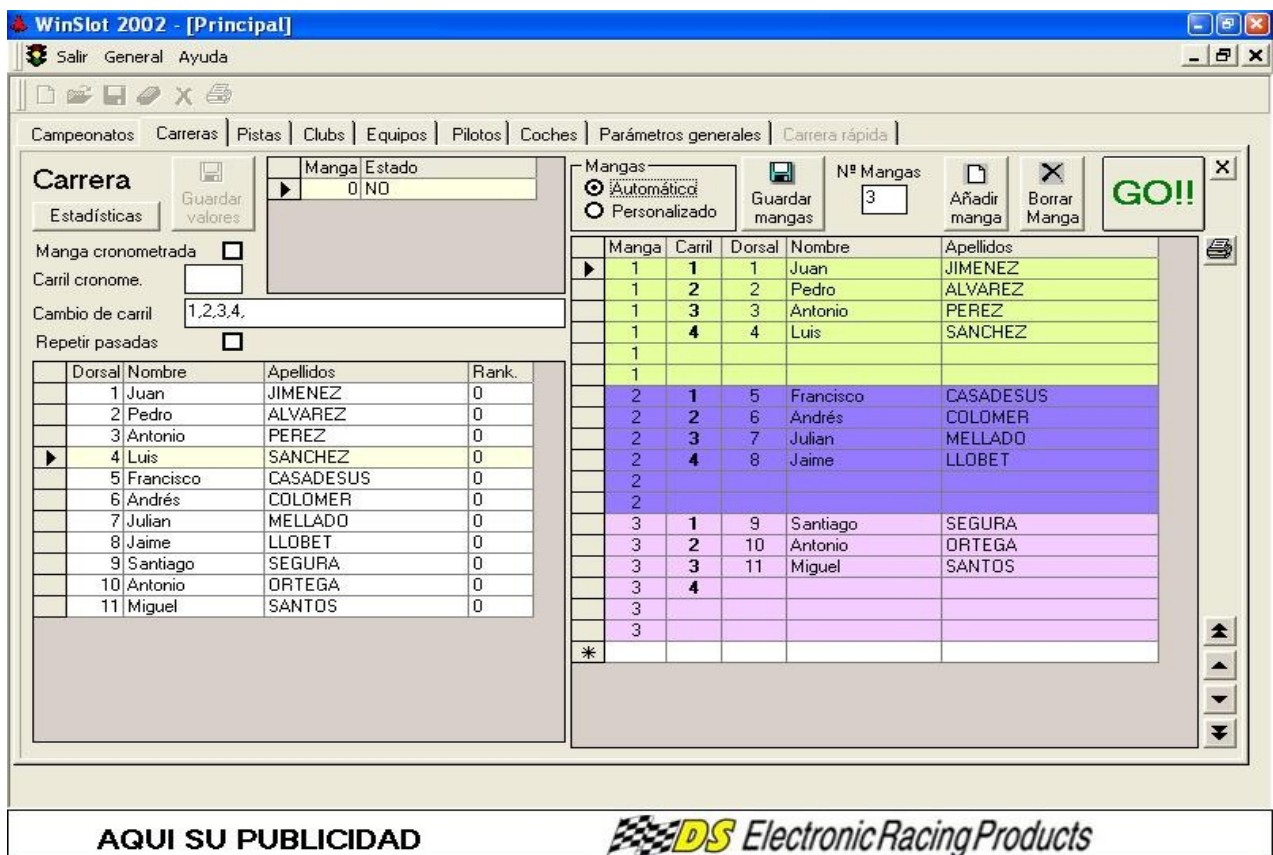 WinSlot 2002 - [Principal]
Salir General Ayuda
Campeonatos Carreras Pistas Clubs Equipos Pilotos Coches Parámetros generales Carrera rápida
Carrera
Guardar valores
Estadísticas
Manga Estado
0 NO
Manga cronometrada
Carril cronome.
Cambio de carril 1,2,3,4,
Repetir pasadas
Dorsal Nombre Apellidos Rank.
1 Juan JIMENEZ 0
2 Pedro ALVAREZ 0
3 Antonio PEREZ 0
4 Luis SANCHEZ 0
5 Francisco CASADESUS 0
6 Andrés COLOMER 0
7 Julian MELLADO 0
8 Jaime LLOBET 0
9 Santiago SEGURA 0
10 Antonio ORTEGA 0
11 Miguel SANTOS 0
Mangas
Automático
Personalizado
Guardar mangas
Nº Mangas
3
Añadir manga
Borrar Manga
GO!!
Manga Carril Dorsal Nombre Apellidos
1 1 1 Juan JIMENEZ
1 2 2 Pedro ALVAREZ
1 3 3 Antonio PEREZ
1 4 4 Luis SANCHEZ
1
1
2 1 5 Francisco CASADESUS
2 2 6 Andrés COLOMER
2 3 7 Julian MELLADO
2 4 8 Jaime LLOBET
2
2
3 1 9 Santiago SEGURA
3 2 10 Antonio ORTEGA
3 3 11 Miguel SANTOS
3 4
3
3
AQUI SU PUBLICIDAD
DS Electronic Racing Products